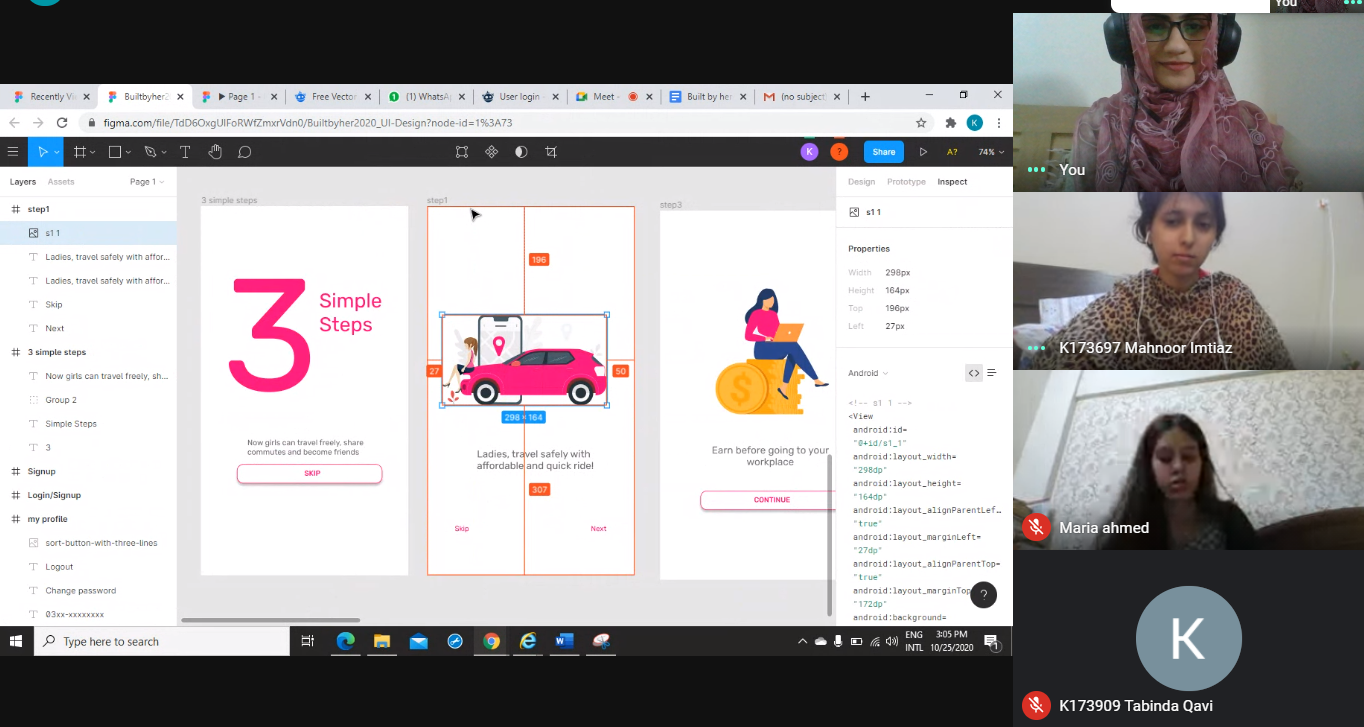 You
Recently Vi
Builtbyher2
Page 1 -
Free Vector
(1) WhatsA
User login -
Meet -
Built by her
(no subject
figma.com/file/TdD6OxgUIFoRWfZmxrVdn0/Builtbyher2020_UI-Design?node-id=1%3A73
K
K
?
Share
A?
74%
Layers
Assets
Page 1
step1
s1 1
Ladies, travel safely with affor...
Ladies, travel safely with affor...
Skip
Next
3 simple steps
Now girls can travel freely, sh...
Group 2
Simple Steps
3
Signup
Login/Signup
my profile
sort-button-with-three-lines
Logout
Change password
03xx-xxxxxxxx
3 simple steps
3
Simple
Steps
Now girls can travel freely, share
commutes and become friends
SKIP
step1
196
27
50
298 × 164
Ladies, travel safely with
affordable and quick ride!
307
Skip
Next
step3
Earn before going to your
workplace
CONTINUE
Design
Prototype
Inspect
s1 1
Properties
Width 298px
Height 164px
Top 196px
Left 27px
Android
<!-- s1 1 -->
<View
android:id=
"@+id/s1_1"
android:layout_width=
"298dp"
android:layout_height=
"164dp"
android:layout_alignParentLef...
"true"
android:layout_marginLeft=
"27dp"
android:layout_alignParentTop=
"true"
android:layout_marginTop
"172dp"
android:background=
?
Type here to search
ENG
INTL
3:05 PM
10/25/2020
1
You
K173697 Mahnoor Imtiaz
Maria ahmed
K
K173909 Tabinda Qavi